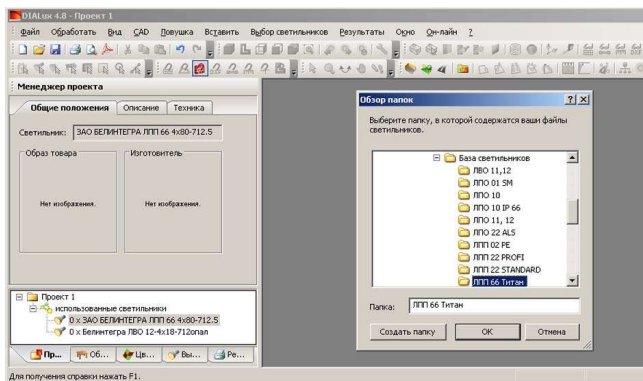 DIALux 4.8 - Проект 1
Файл Обработать Вид CAD Ловушка Вставить Выбор светильников Результаты Окно Он-лайн ?
Менеджер проекта
Общие положения Описание Техника
Светильник: ЗАО БЕЛИНТЕГРА ЛПП 66 4x80-712.5
Образ товара Изготовитель
Нет изображения. Нет изображения.
Проект 1
использованные светильники
0 x ЗАО БЕЛИНТЕГРА ЛПП 66 4x80-712.5
0 x Белинтегра ЛВО 12-4x18-712опал
Пр... Об... Цв... Вы... Ре...
Для получения справки нажать F1.
Обзор папок
Выберите папку, в которой содержатся ваши файлы
светильников.
База светильников
ЛВО 11,12
ЛПО 01 SM
ЛПО 10
ЛПО 10 IP 66
ЛПО 11, 12
ЛПО 22 ALS
ЛПП 02 PE
ЛПП 22 PROFI
ЛПП 22 STANDARD
ЛПП 66 Титан
Папка: ЛПП 66 Титан
Создать папку OK Отмена